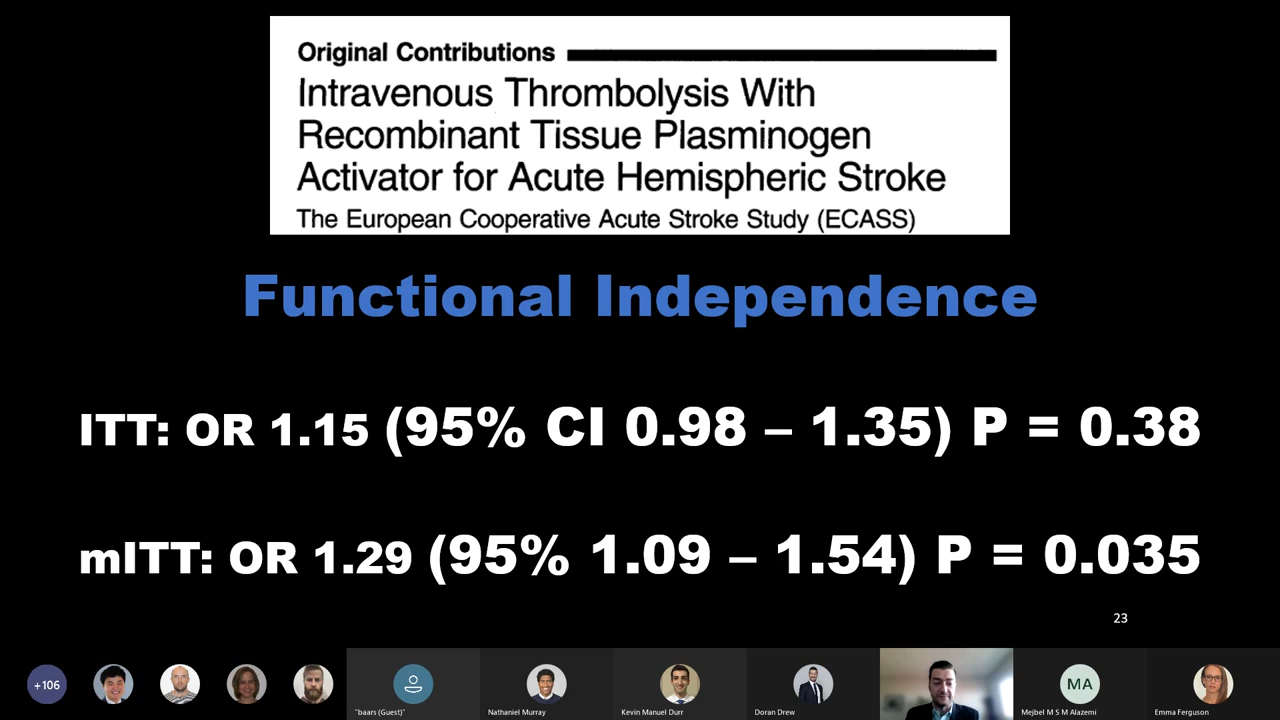 Original Contributions
Intravenous Thrombolysis With
Recombinant Tissue Plasminogen
Activator for Acute Hemispheric Stroke
The European Cooperative Acute Stroke Study (ECASS)
Functional Independence
ITT: OR 1.15 (95% CI 0.98 – 1.35) P = 0.38
mITT: OR 1.29 (95% 1.09 – 1.54) P = 0.035
23
+106
"baars (Guest)"
Nathaniel Murray
Kevin Manuel Durr
Doran Drew
MA
Mejbel M S M Alazemi
Emma Ferguson